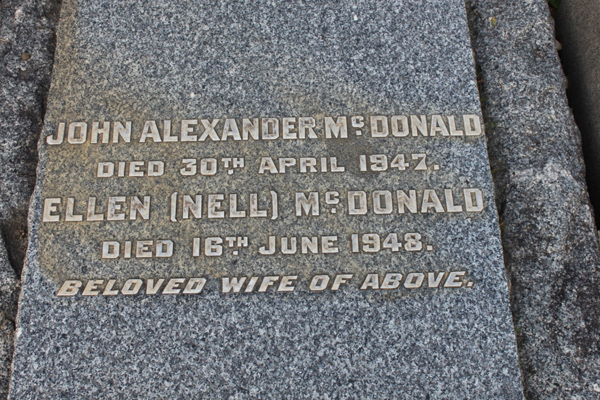 JOHN ALEXANDER McDONALD
DIED 30TH APRIL 1947.
ELLEN (NELL) McDONALD
DIED 16TH JUNE 1948.
BELOVED WIFE OF ABOVE.